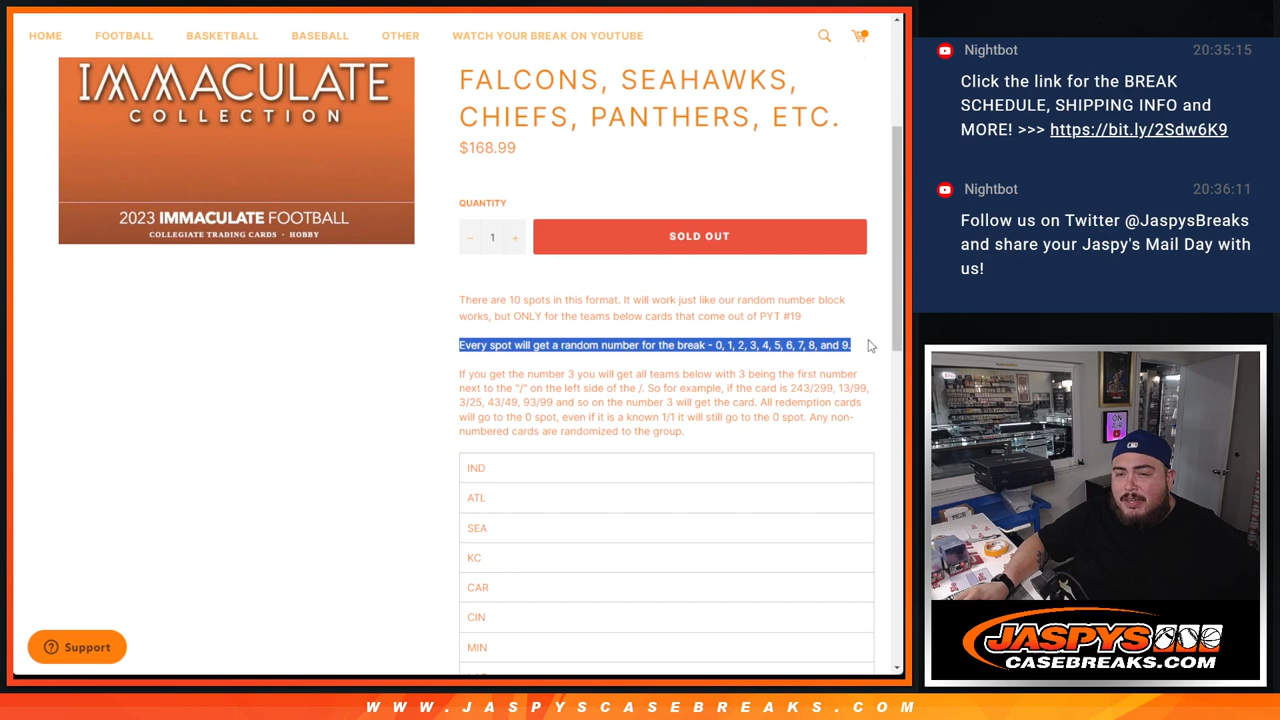 HOME FOOTBALL BASKETBALL BASEBALL OTHER WATCH YOUR BREAK ON YOUTUBE
IMMACULATE
COLLECTION
2023 IMMACULATE FOOTBALL
COLLEGIATE TRADING CARDS • HOBBY
FALCONS, SEAHAWKS,
CHIEFS, PANTHERS, ETC.
$168.99
QUANTITY
− 1 + SOLD OUT
There are 10 spots in this format. It will work just like our random number block
works, but ONLY for the teams below cards that come out of PYT #19
Every spot will get a random number for the break - 0, 1, 2, 3, 4, 5, 6, 7, 8, and 9.
If you get the number 3 you will get all teams below with 3 being the first number
next to the "/" on the left side of the /. So for example, if the card is 243/299, 13/99,
3/25, 43/49, 93/99 and so on the number 3 will get the card. All redemption cards
will go to the 0 spot, even if it is a known 1/1 it will still go to the 0 spot. Any non-
numbered cards are randomized to the group.
IND
ATL
SEA
KC
CAR
CIN
MIN
Support
Nightbot 20:35:15
Click the link for the BREAK
SCHEDULE, SHIPPING INFO and
MORE! >>> https://bit.ly/2Sdw6K9
Nightbot 20:36:11
Follow us on Twitter @JaspysBreaks
and share your Jaspy's Mail Day with
us!
ON
AIR
JASPYS
CASEBREAKS.COM
WWW.JASPYSCASEBREAKS.COM